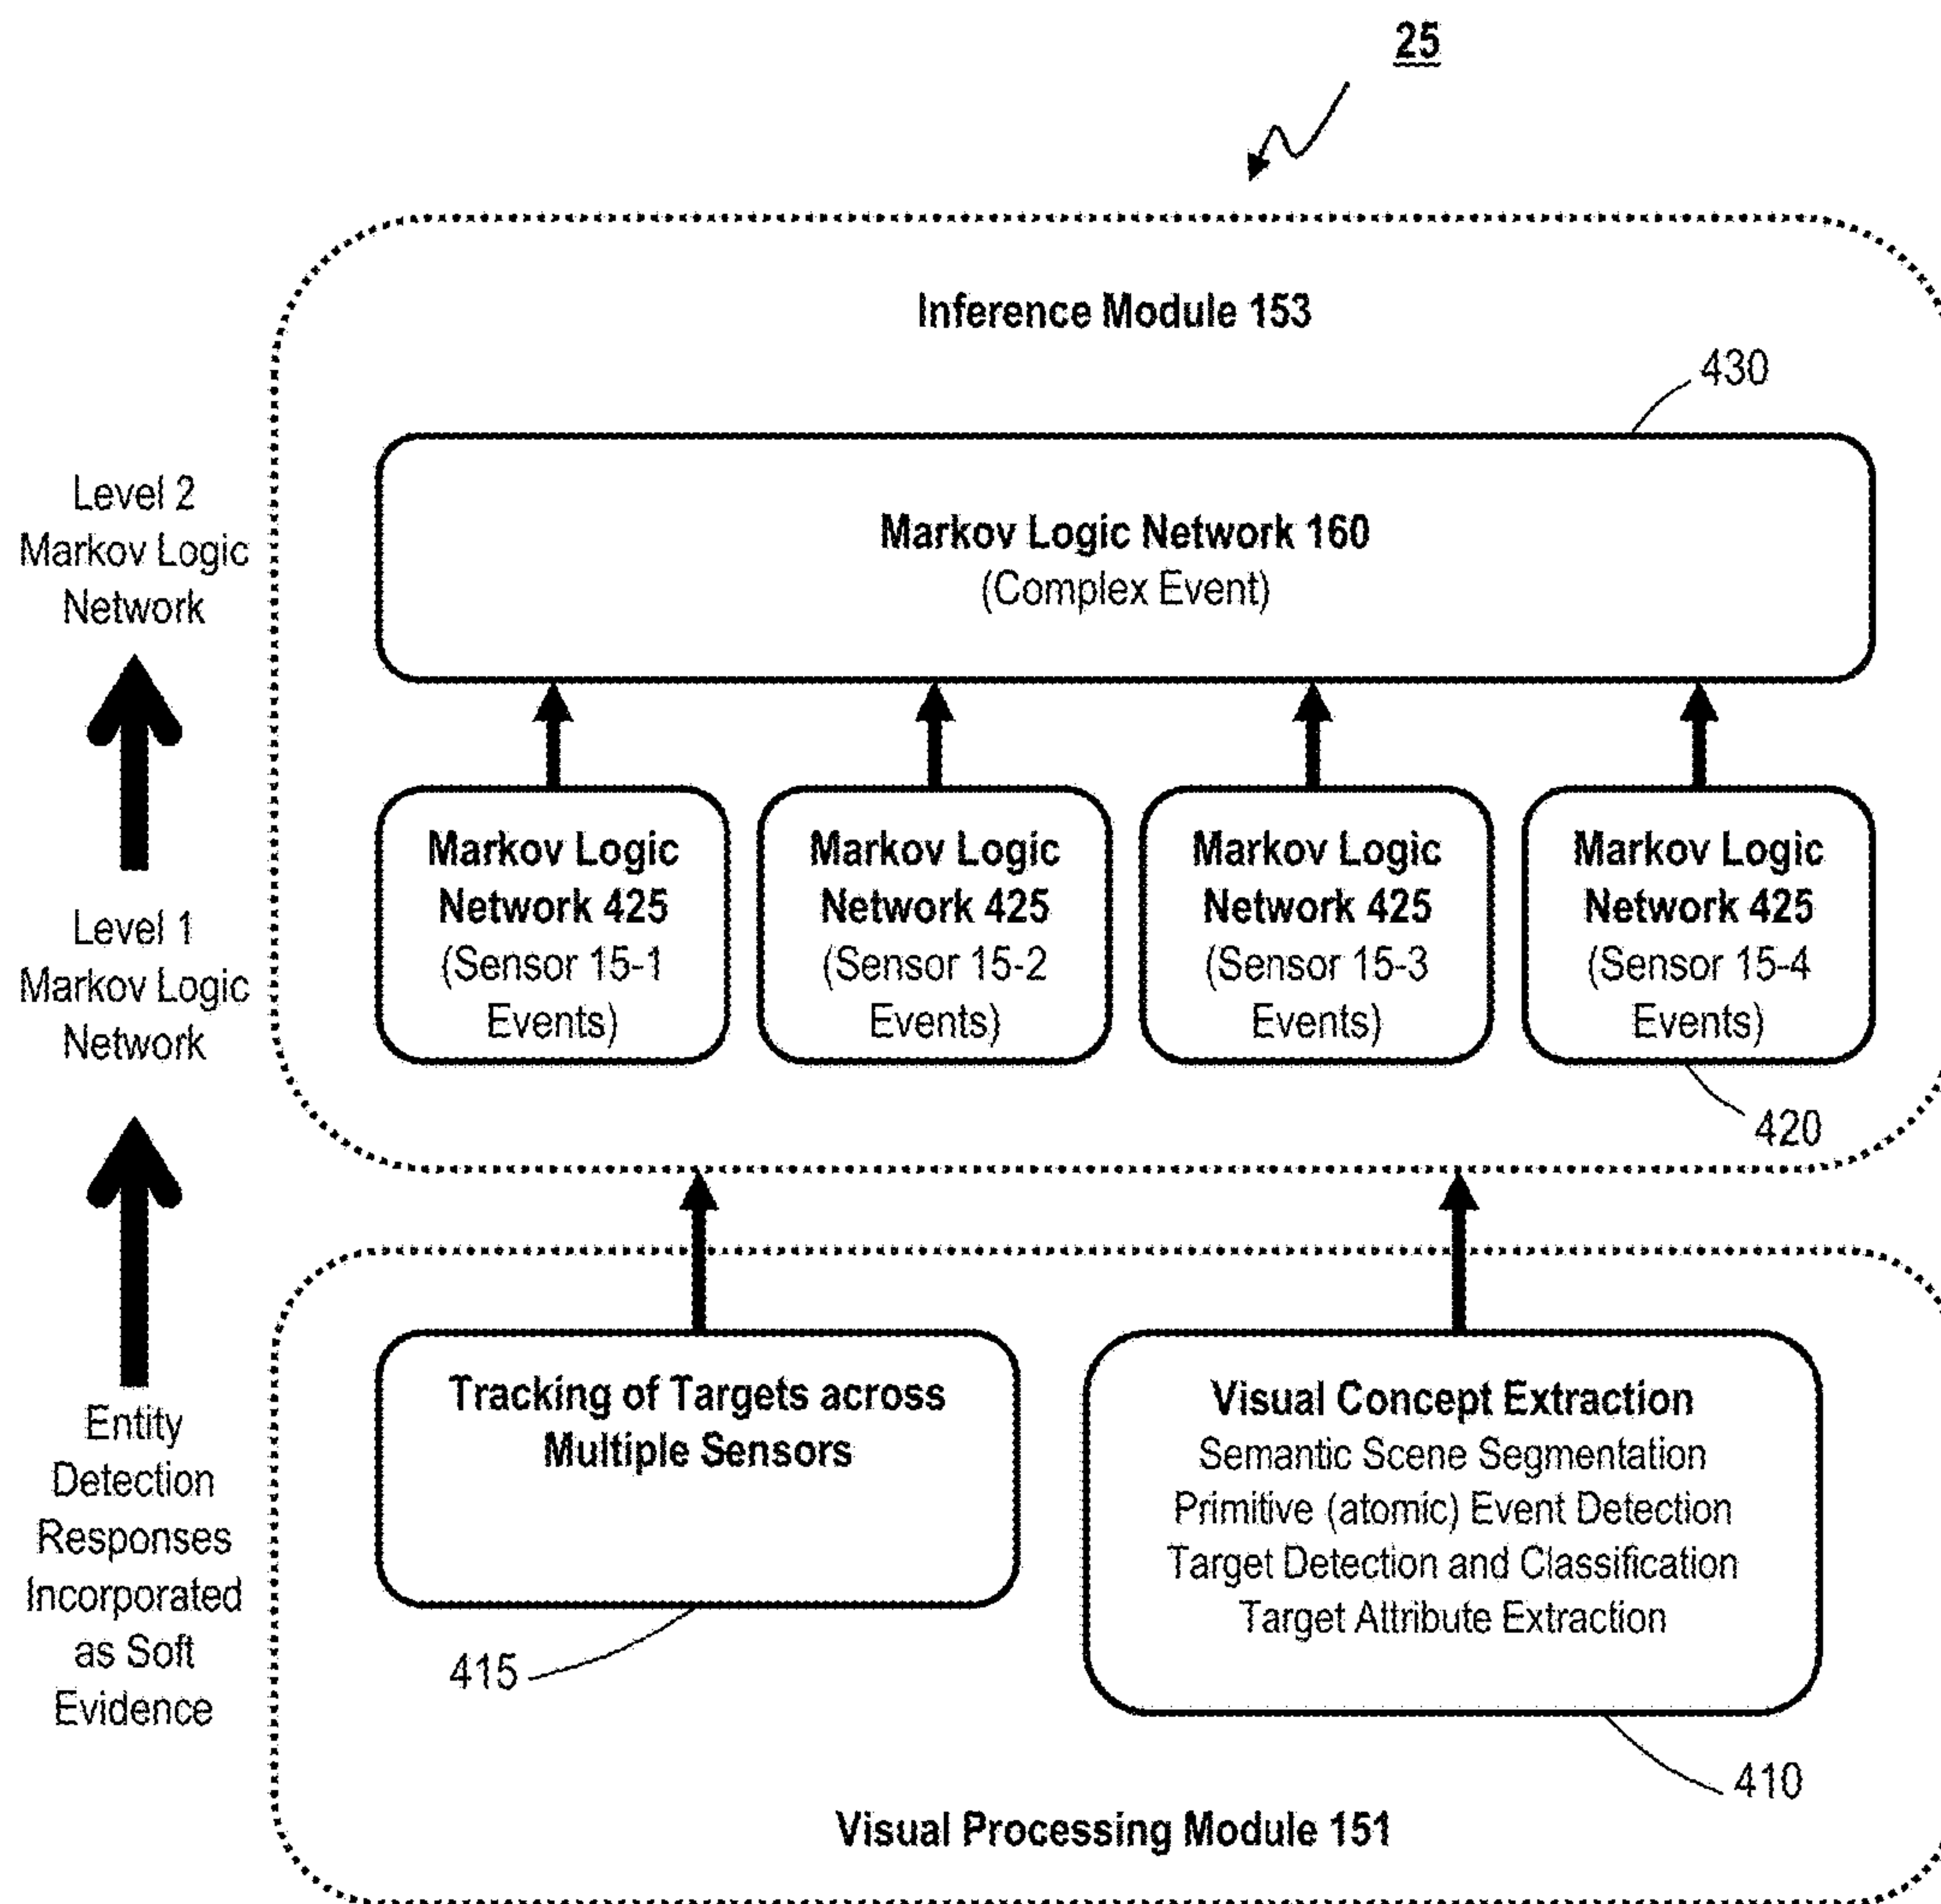 25
Inference Module 153
430
Level 2
Markov Logic
Network
Markov Logic Network 160
(Complex Event)
Level 1
Markov Logic
Network
Markov Logic
Network 425
(Sensor 15-1
Events)
Markov Logic
Network 425
(Sensor 15-2
Events)
Markov Logic
Network 425
(Sensor 15-3
Events)
Markov Logic
Network 425
(Sensor 15-4
Events)
420
Entity
Detection
Responses
Incorporated
as Soft
Evidence
Tracking of Targets across
Multiple Sensors
415
Visual Concept Extraction
Semantic Scene Segmentation
Primitive (atomic) Event Detection
Target Detection and Classification
Target Attribute Extraction
410
Visual Processing Module 151